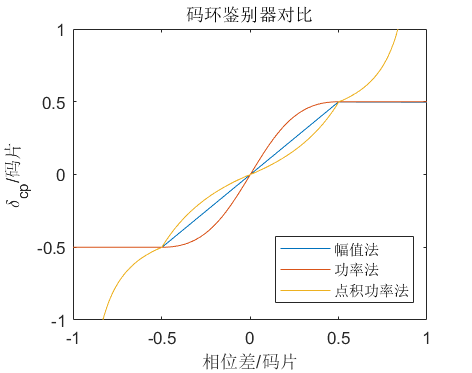 码环鉴别器对比
δcp/码片
1
0.5
0
-0.5
-1
幅值法
功率法
点积功率法
-1 -0.5 0 0.5 1
相位差/码片